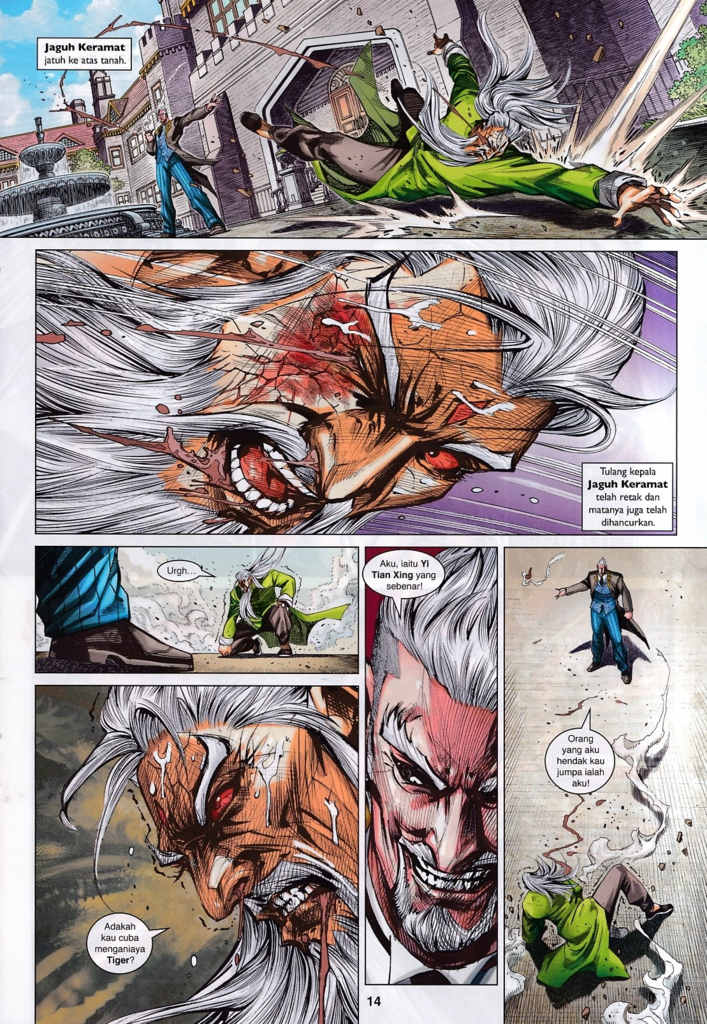 Jaguh Keramat
jatuh ke atas tanah.
Tulang kepala
Jaguh Keramat
telah retak dan
matanya juga telah
dihancurkan.
Urgh...
Adakah
kau cuba
menganiaya
Tiger?
Aku, iaitu Yi
Tian Xing yang
sebenar!
Orang
yang aku
hendak kau
jumpa ialah
aku!
14